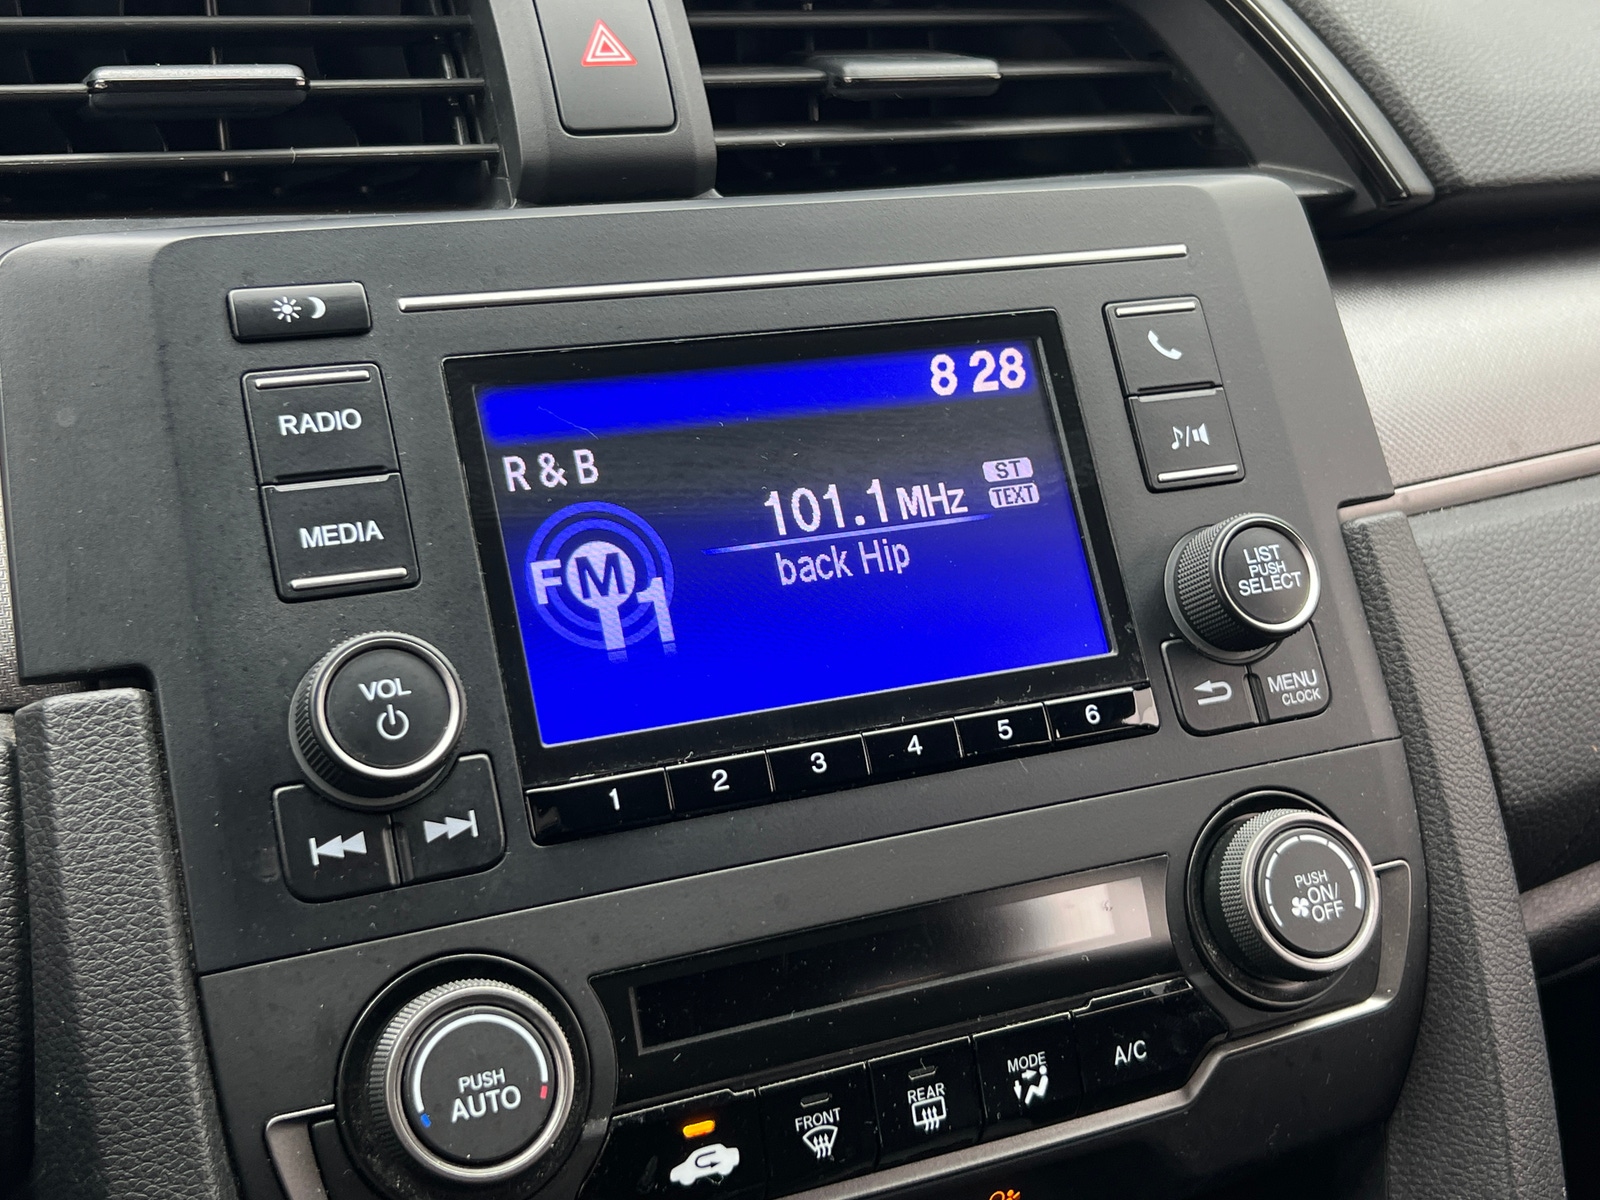 8 28
RADIO
MEDIA
R & B
101.1 MHz
ST
TEXT
back Hip
FM
1
LIST
PUSH
SELECT
VOL
MENU
CLOCK
1 2 3 4 5 6
PUSH
ON/
OFF
PUSH
AUTO
FRONT
REAR
MODE
A/C